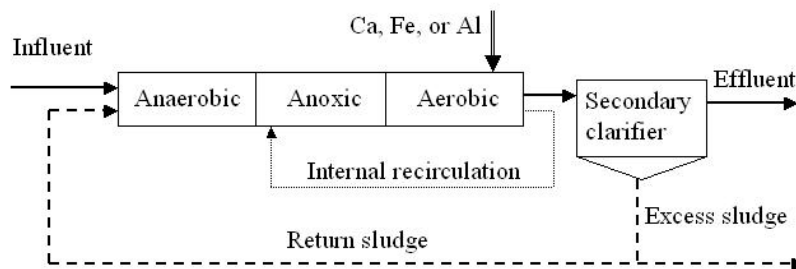 Ca, Fe, or Al
Influent
Effluent
Anaerobic
Anoxic
Aerobic
Secondary
clarifier
Internal recirculation
Excess sludge
Return sludge